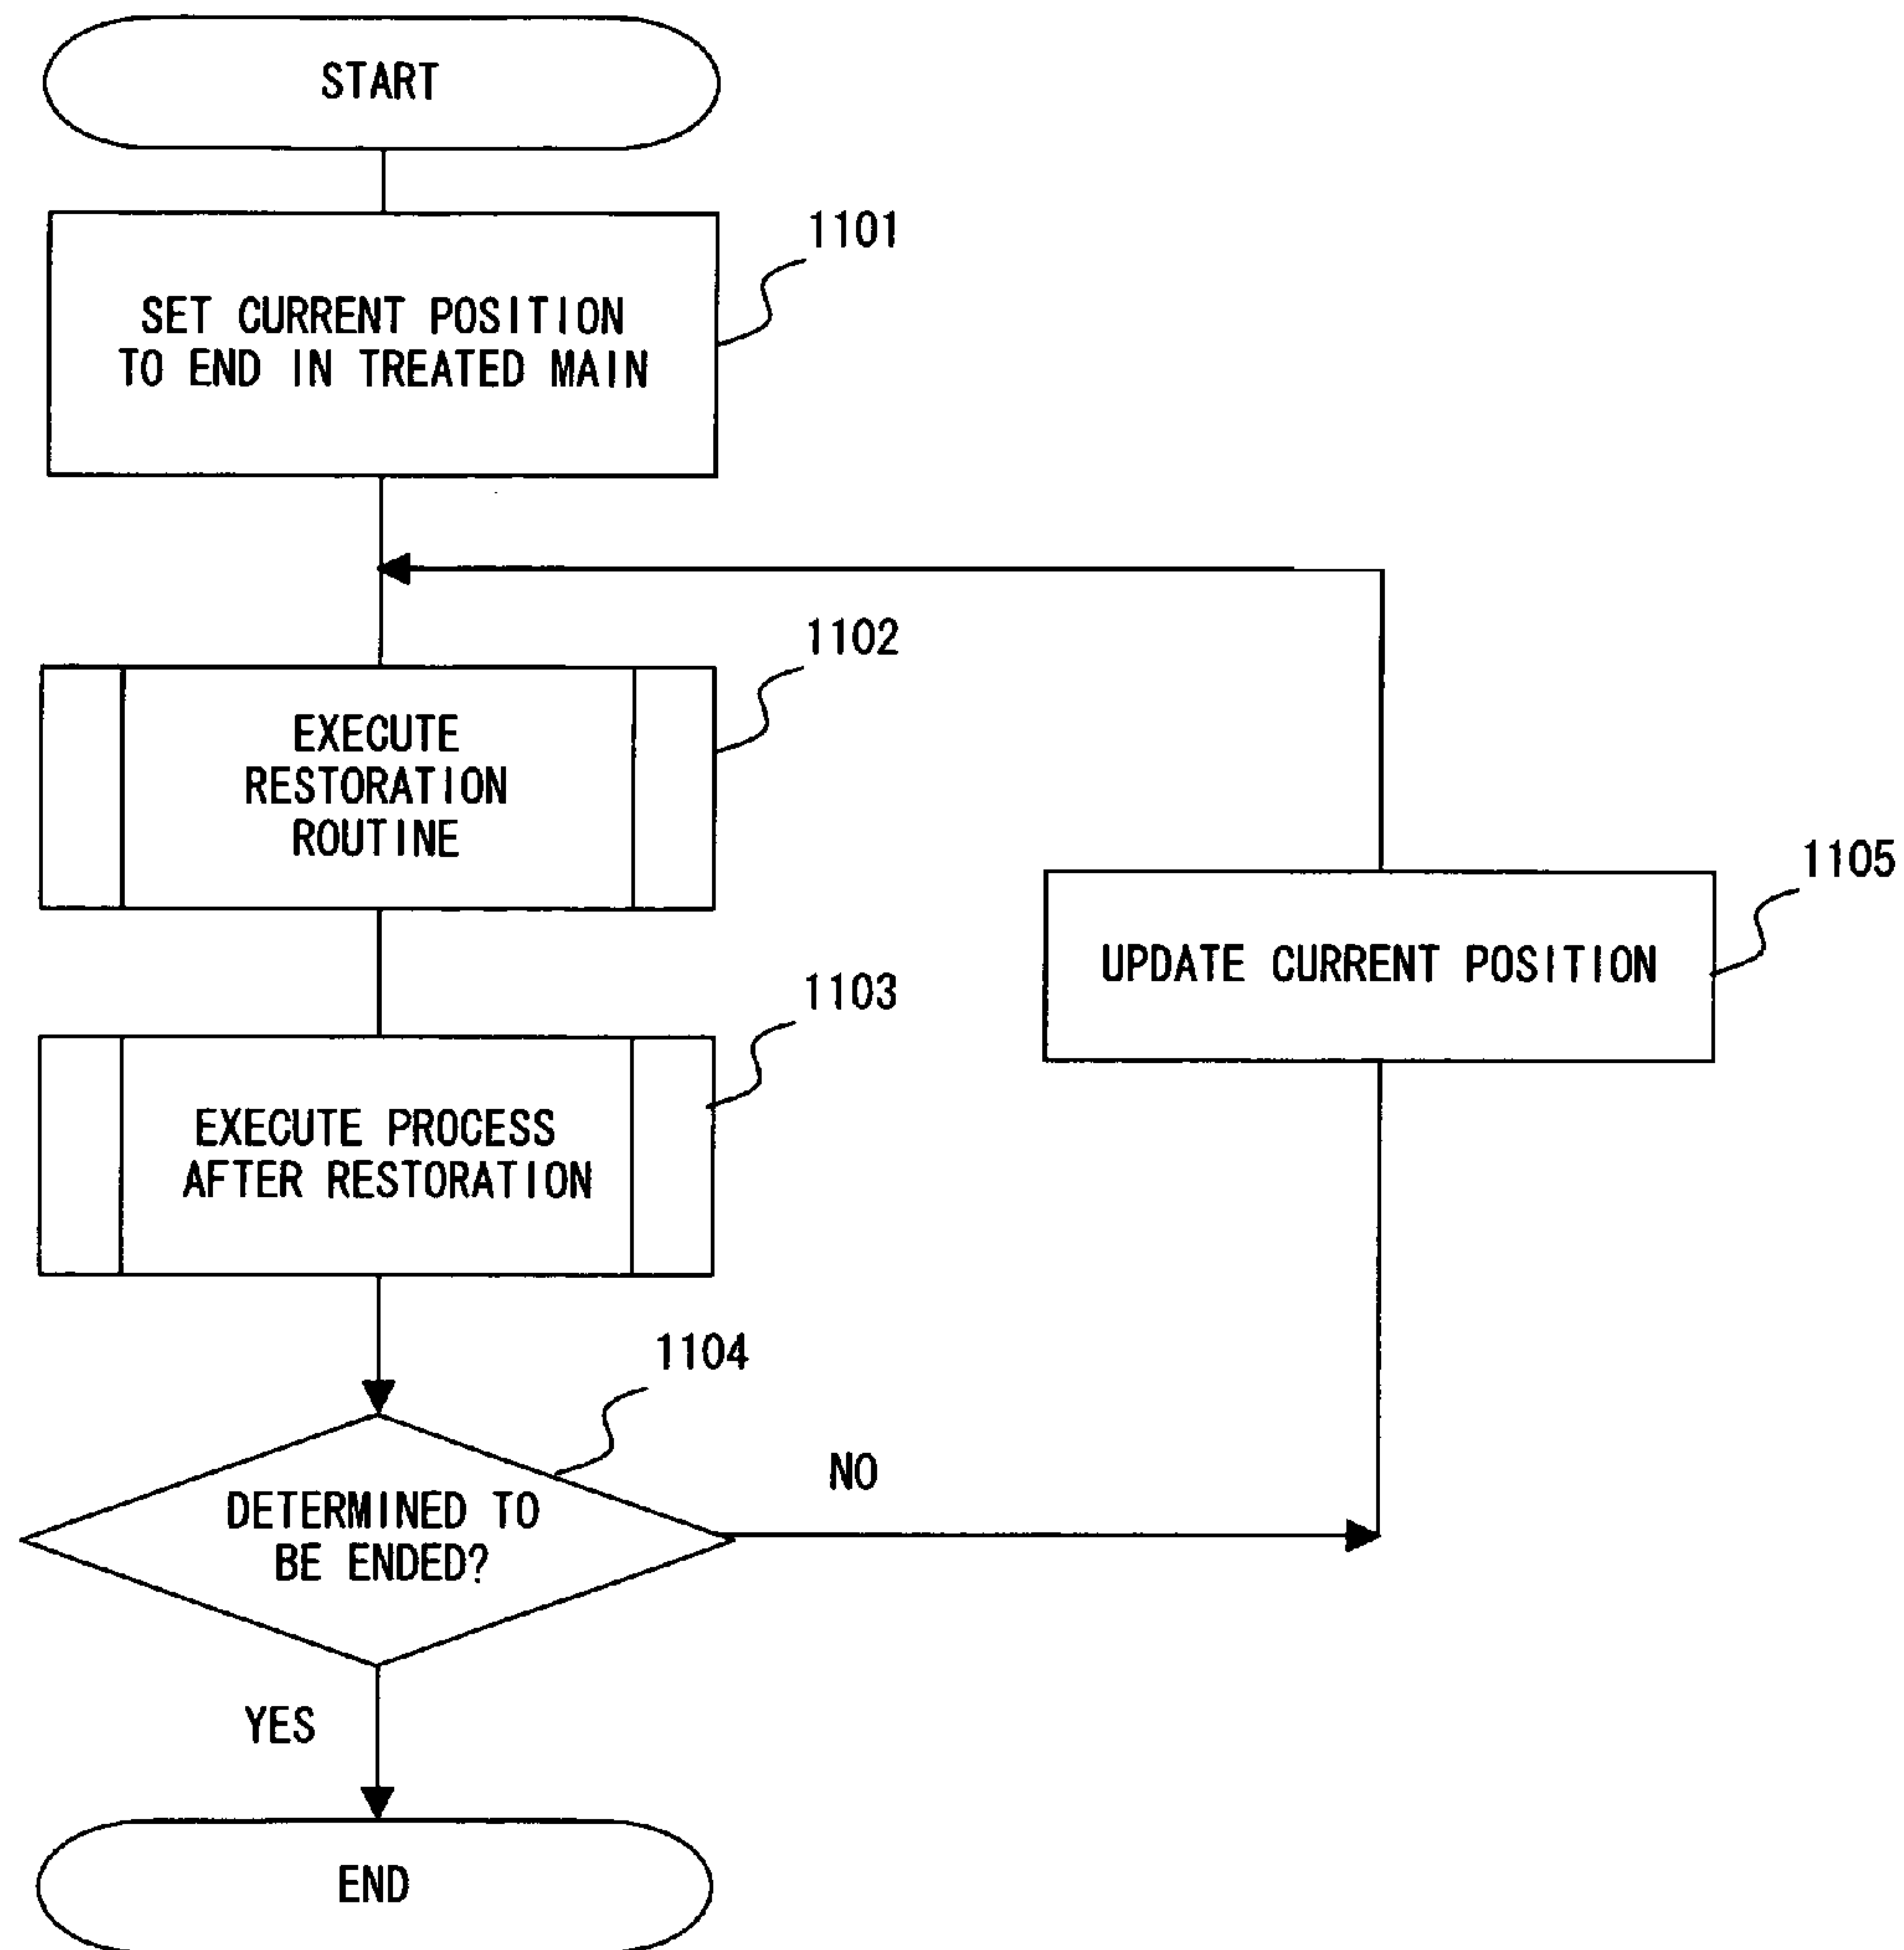 START
1101
SET CURRENT POSITION
TO END IN TREATED MAIN
1102
EXECUTE
RESTORATION
ROUTINE
1105
UPDATE CURRENT POSITION
1103
EXECUTE PROCESS
AFTER RESTORATION
1104
NO
DETERMINED TO
BE ENDED?
YES
END